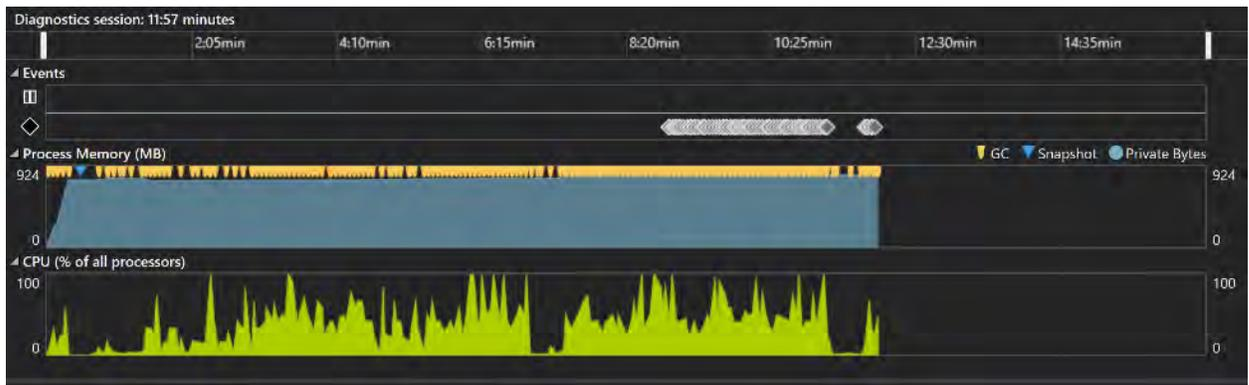 Diagnostics session: 11:57 minutes
2:05min 4:10min 6:15min 8:20min 10:25min 12:30min 14:35min
Events
Process Memory (MB) GC Snapshot Private Bytes
924 924
0 0
CPU (% of all processors)
100 100
0 0